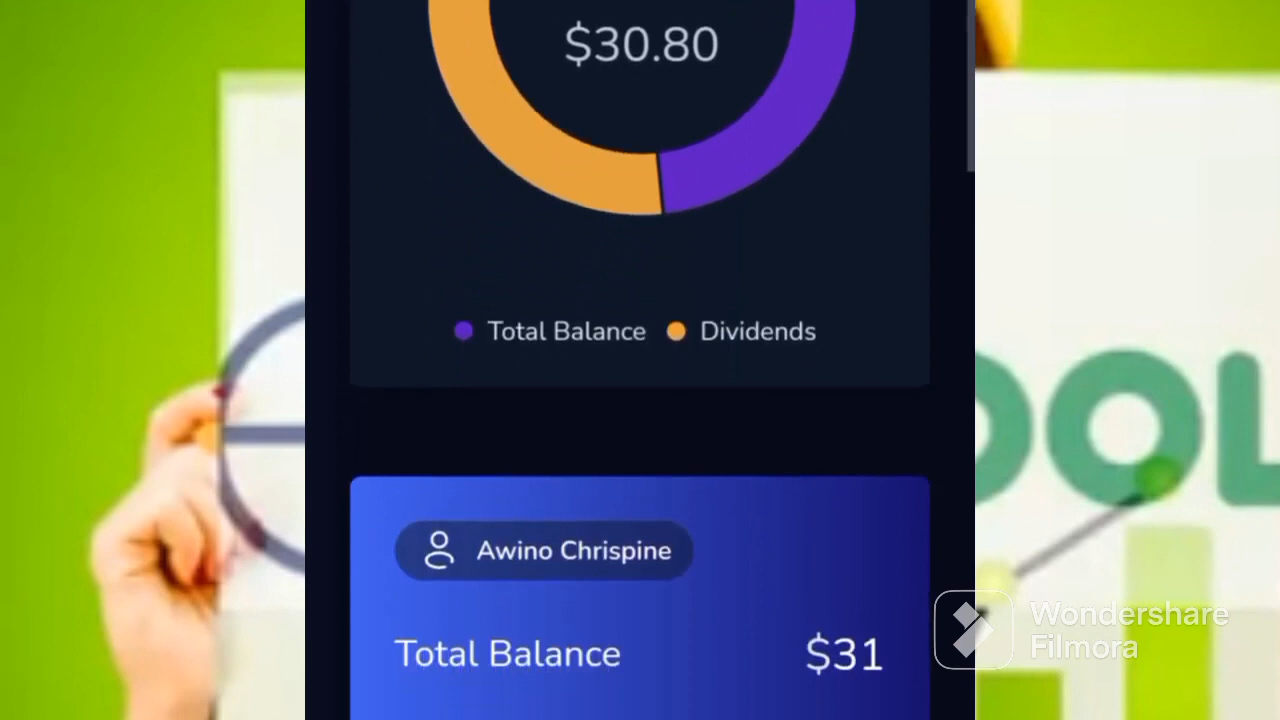 $30.80
Total Balance
Dividends
Awino Chrispine
Total Balance
$31
OOL
Wondershare
Filmora